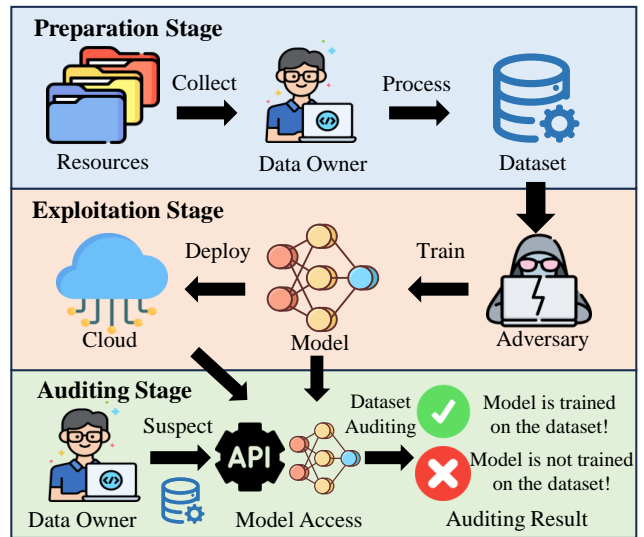 Preparation Stage
Collect
Process
Resources
Data Owner
Dataset
Exploitation Stage
Deploy
Train
Cloud
Model
Adversary
Auditing Stage
Suspect
API
Dataset
Auditing
Model is trained
on the dataset!
Model is not trained
on the dataset!
Data Owner
Model Access
Auditing Result